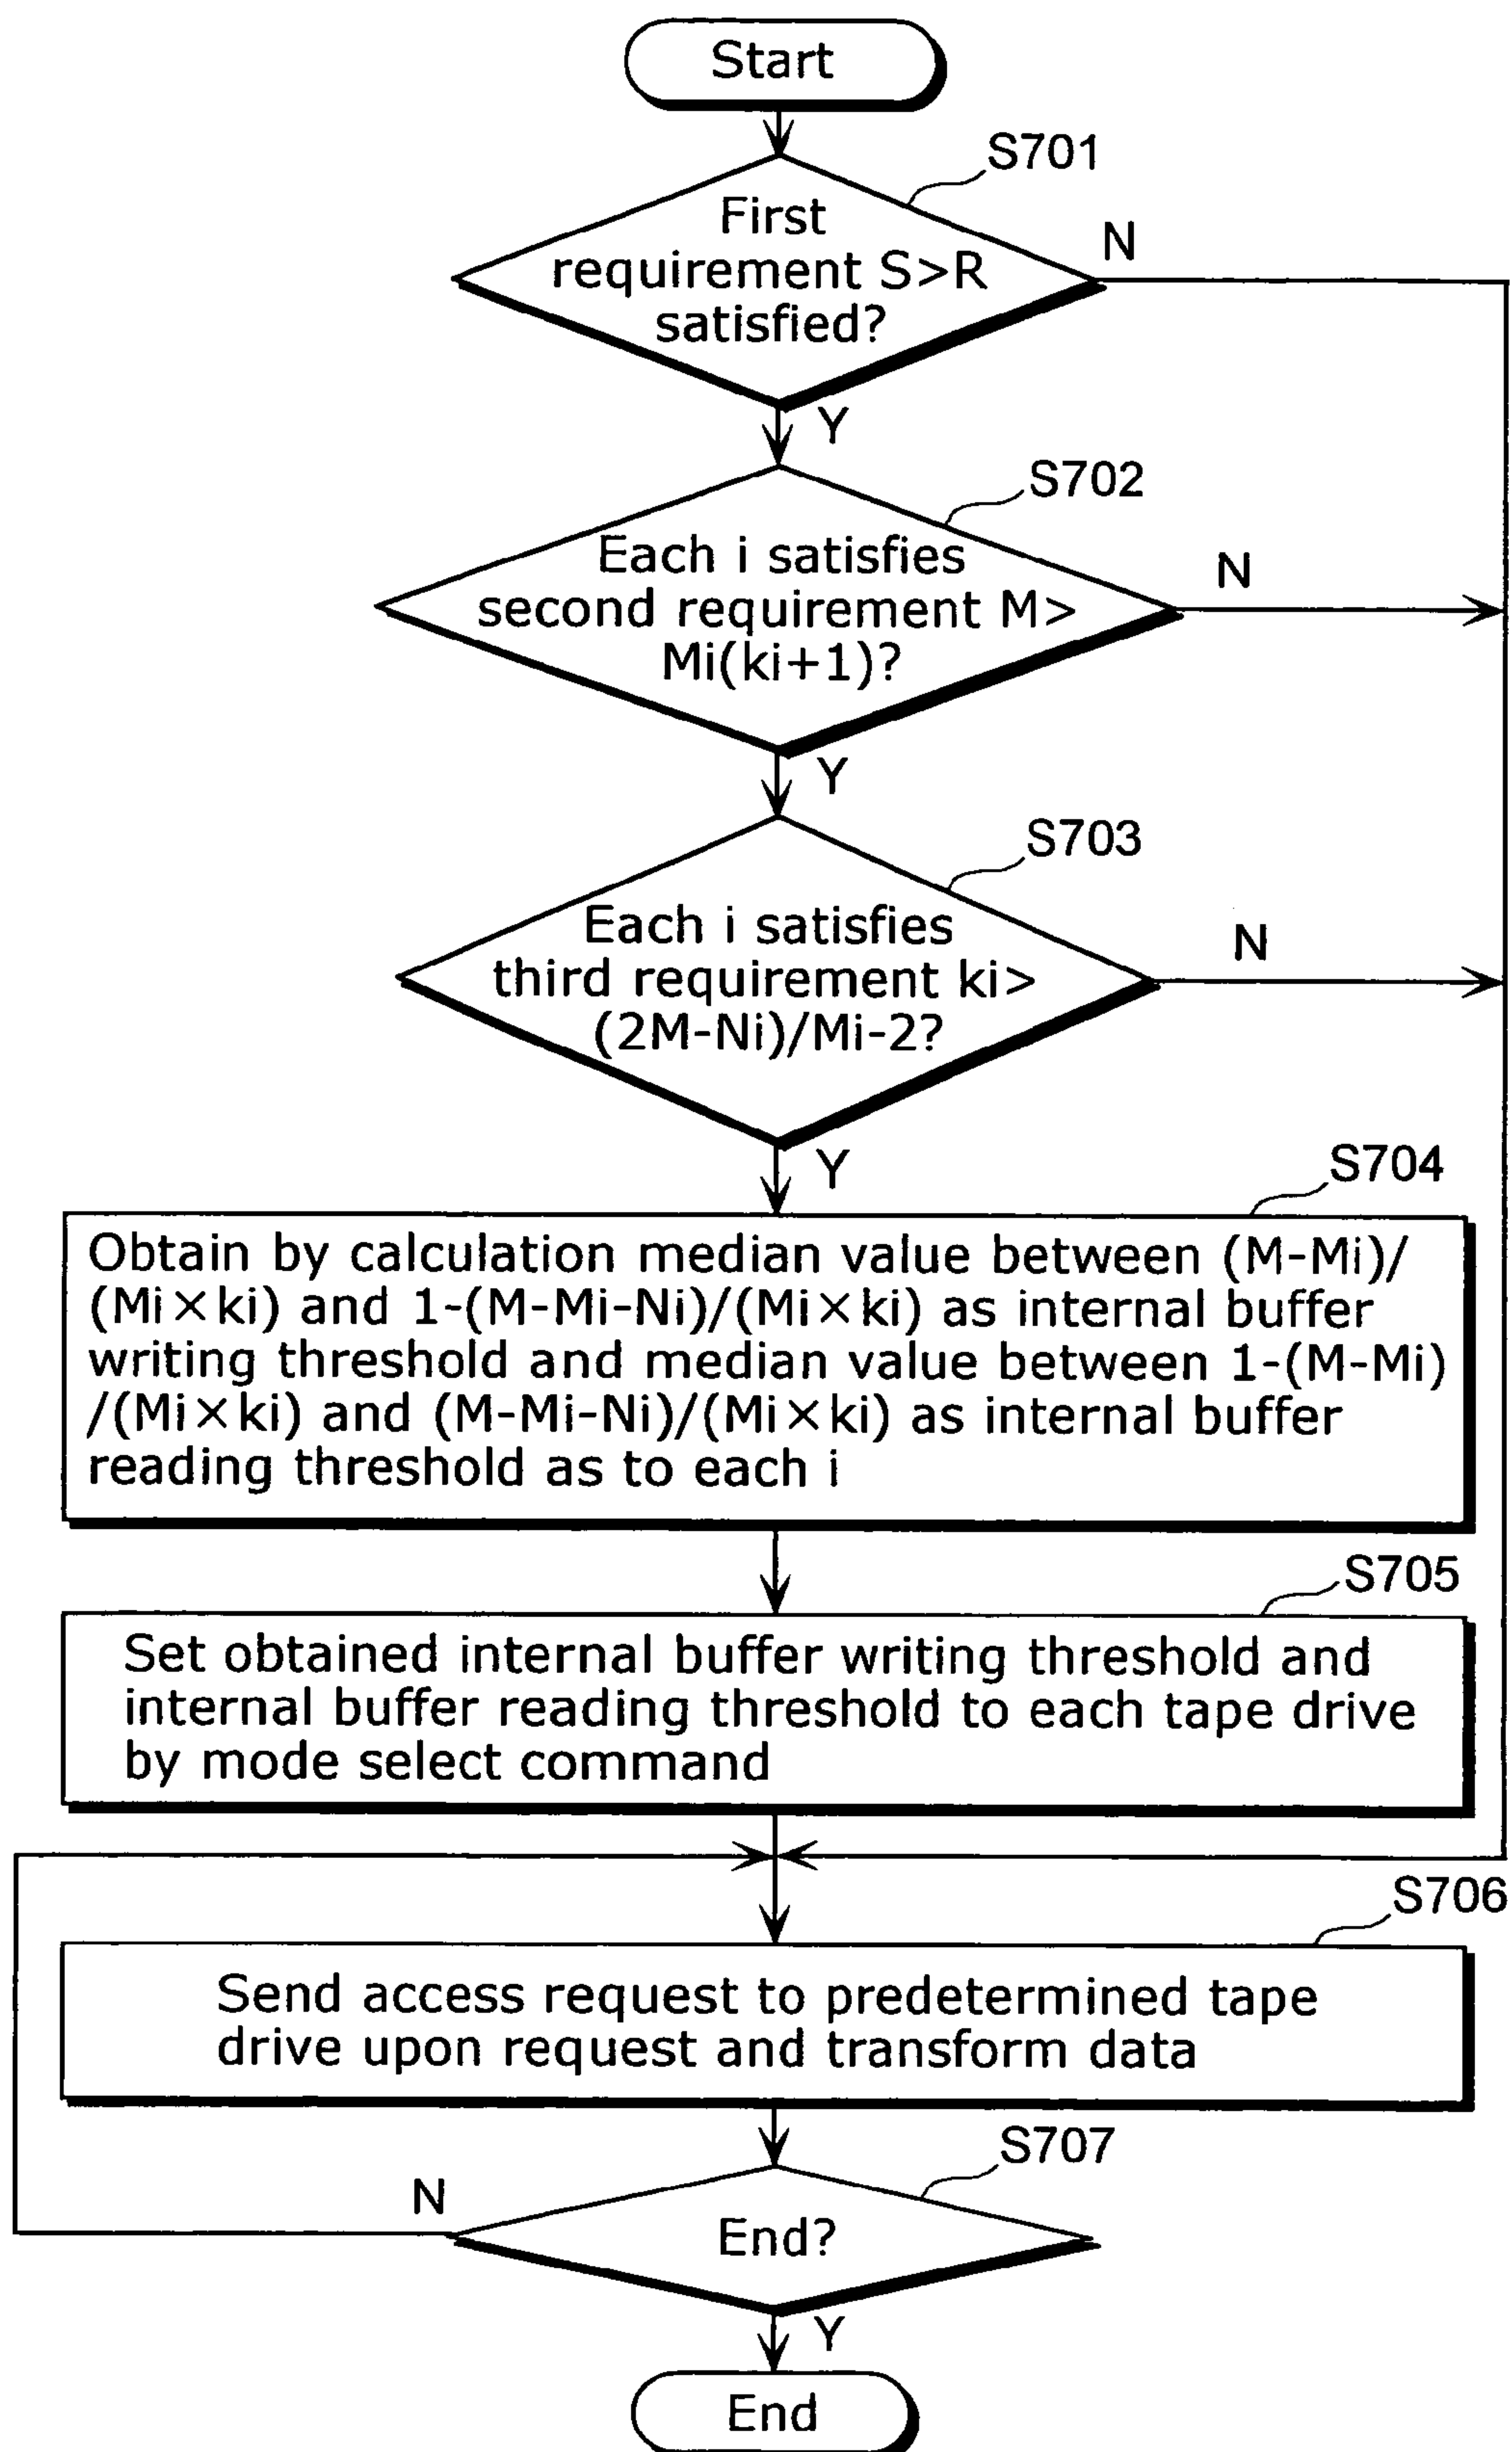 Start
S701
First
requirement S>R
satisfied?
N
Y
S702
Each i satisfies
second requirement M>
Mi(ki+1)?
N
Y
S703
Each i satisfies
third requirement ki>
(2M-Ni)/Mi-2?
N
Y
S704
Obtain by calculation median value between (M-Mi)/
(Mi×ki) and 1-(M-Mi-Ni)/(Mi×ki) as internal buffer
writing threshold and median value between 1-(M-Mi)
/(Mi×ki) and (M-Mi-Ni)/(Mi×ki) as internal buffer
reading threshold as to each i
S705
Set obtained internal buffer writing threshold and
internal buffer reading threshold to each tape drive
by mode select command
S706
Send access request to predetermined tape
drive upon request and transform data
S707
N
End?
Y
End